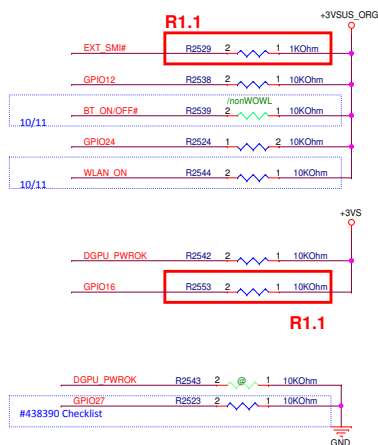 R1.1
+3VSUS_ORG
EXT_SMI# R2529 2 1 1KOhm
GPIO12 R2538 2 1 10KOhm
/nonWOWL
BT_ON/OFF# R2539 2 1 10KOhm
10/11
GPIO24 R2524 1 2 10KOhm
WLAN_ON R2544 2 1 10KOhm
10/11
+3VS
DGPU_PWROK R2542 2 1 10KOhm
GPIO16 R2553 2 1 10KOhm
R1.1
DGPU_PWROK R2543 2 @ 1 10KOhm
GPIO27 R2523 2 1 10KOhm
#438390 Checklist
GND